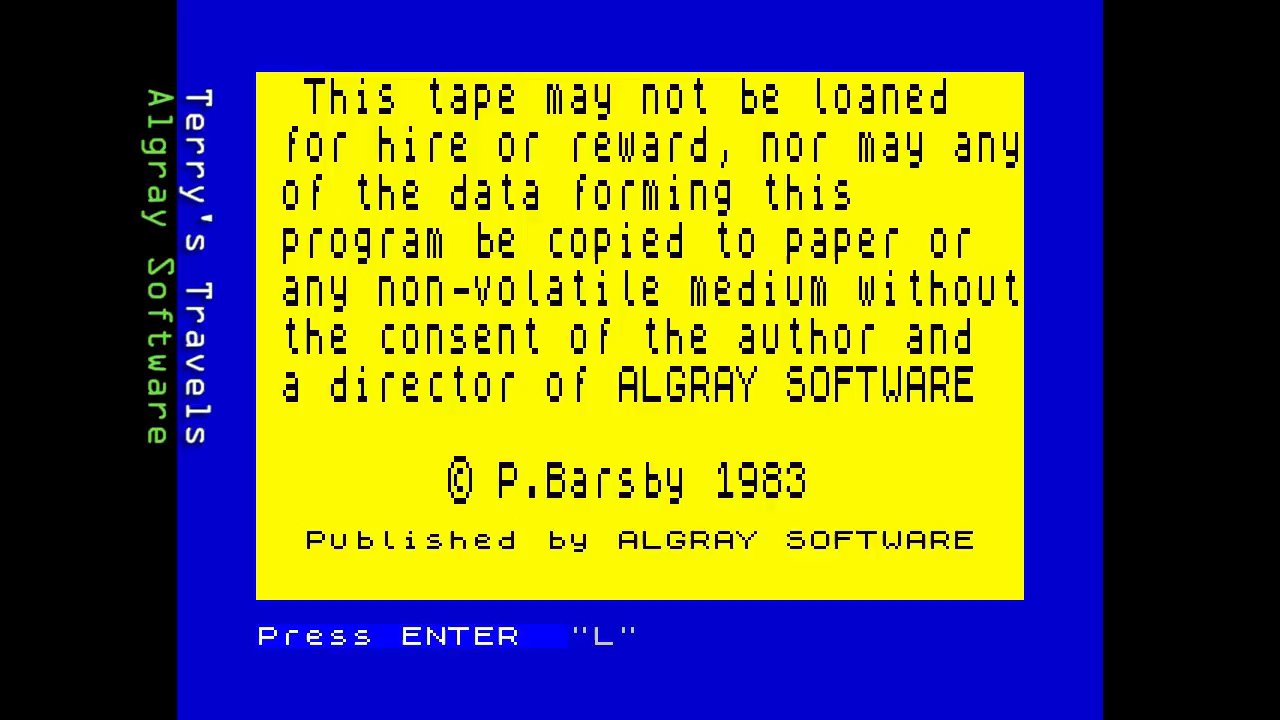 Terry's Travels
Algray Software
This tape may not be loaned
for hire or reward, nor may any
of the data forming this
program be copied to paper or
any non-volatile medium without
the consent of the author and
a director of ALGRAY SOFTWARE
© P.Barsby 1983
Published by ALGRAY SOFTWARE
Press ENTER "L"